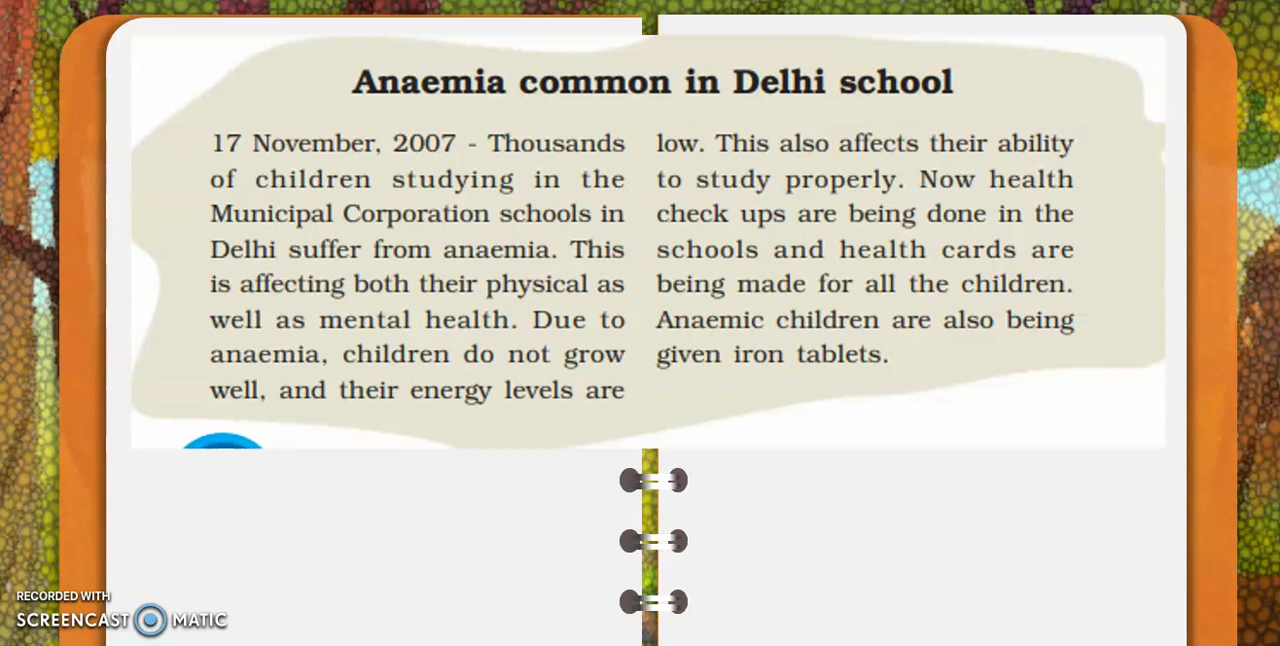 Anaemia common in Delhi school
17 November, 2007 - Thousands
of children studying in the
Municipal Corporation schools in
Delhi suffer from anaemia. This
is affecting both their physical as
well as mental health. Due to
anaemia, children do not grow
well, and their energy levels are
low. This also affects their ability
to study properly. Now health
check ups are being done in the
schools and health cards are
being made for all the children.
Anaemic children are also being
given iron tablets.
RECORDED WITH
SCREENCAST MATIC